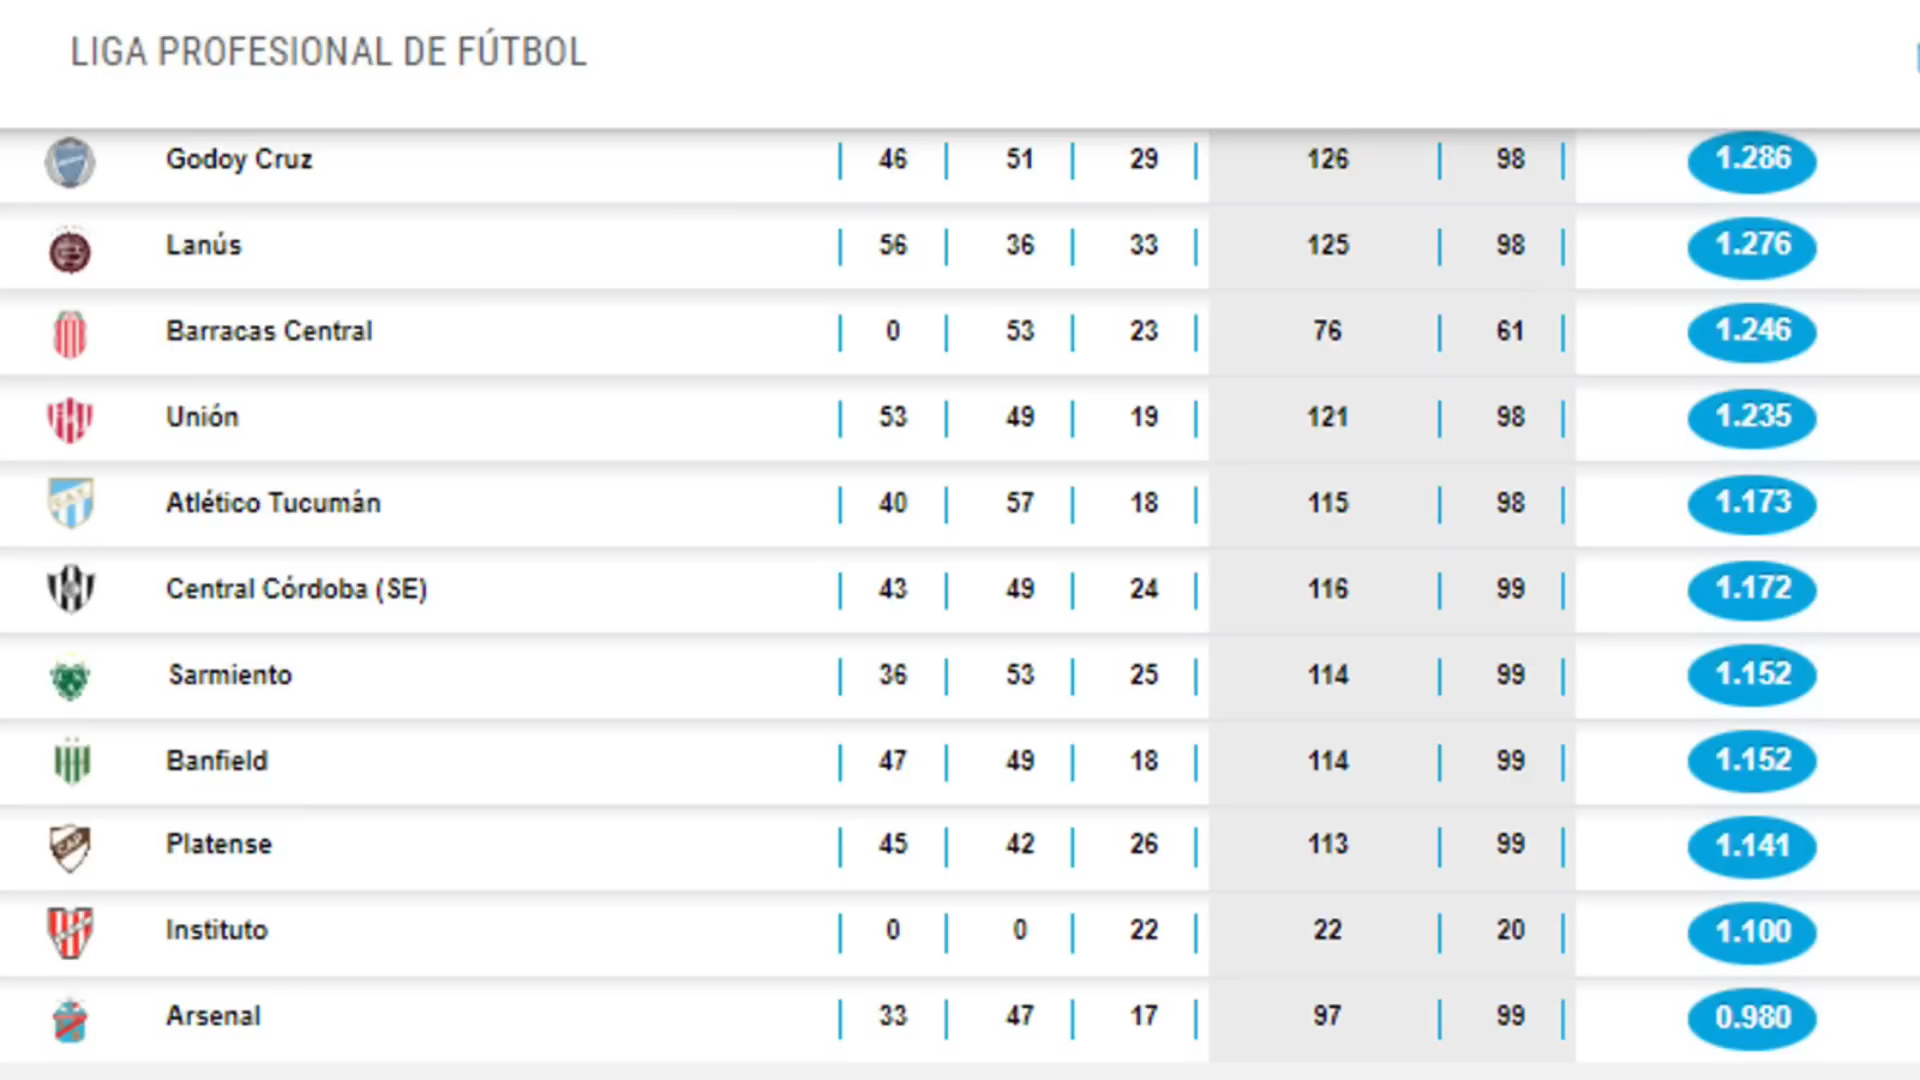 LIGA PROFESIONAL DE FÚTBOL
Godoy Cruz 46 51 29 126 98 1.286
Lanús 56 36 33 125 98 1.276
Barracas Central 0 53 23 76 61 1.246
Unión 53 49 19 121 98 1.235
Atlético Tucumán 40 57 18 115 98 1.173
Central Córdoba (SE) 43 49 24 116 99 1.172
Sarmiento 36 53 25 114 99 1.152
Banfield 47 49 18 114 99 1.152
Platense 45 42 26 113 99 1.141
Instituto 0 0 22 22 20 1.100
Arsenal 33 47 17 97 99 0.980